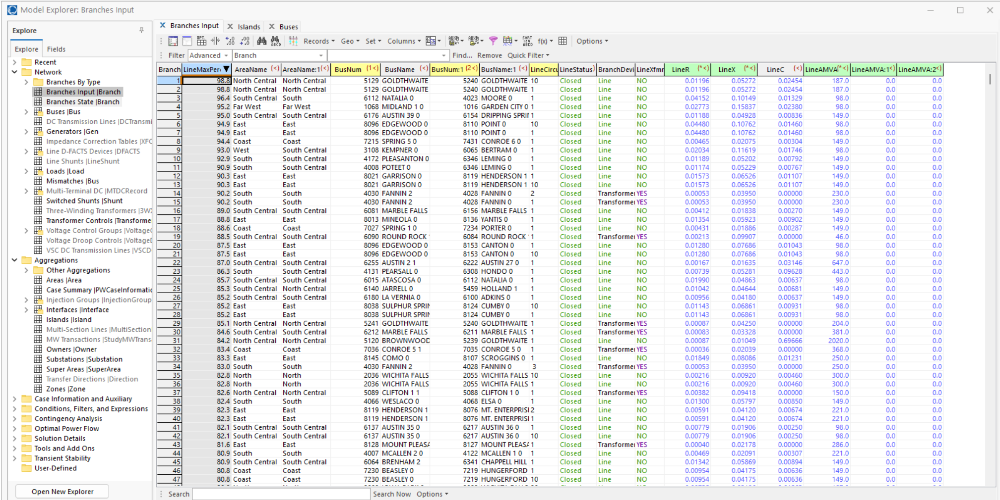 Model Explorer: Branches Input
Explore
Explore Fields
Recent
Network
Branches By Type
Branches Input |Branch
Branches State |Branch
Buses |Bus
DC Transmission Lines |DCTransmi
Generators |Gen
Impedance Correction Tables |XFC
Line D-FACTS Devices |DFACTS
Line Shunts |LineShunt
Loads |Load
Mismatches |Bus
Multi-Terminal DC |MTDCRecord
Switched Shunts |Shunt
Three-Winding Transformers |3W
Transformer Controls |Transforme
Voltage Control Groups |Voltage
Voltage Droop Controls |Voltage
VSC DC Transmission Lines |VSCD
Aggregations
Other Aggregations
Areas |Area
Case Summary |PWCaseInformatio
Injection Groups |InjectionGroup
Interfaces |Interface
Islands |Island
Multi-Section Lines |MultiSection
MW Transactions |StudyMWTrans
Owners |Owner
Substations |Substation
Super Areas |SuperArea
Transfer Directions |Direction
Zones |Zone
Case Information and Auxiliary
Conditions, Filters, and Expressions
Contingency Analysis
Optimal Power Flow
Solution Details
Tools and Add Ons
Transient Stability
User-Defined
Open New Explorer
Branches Input Islands Buses
Records Geo Set Columns f(x) Options
Filter Advanced Branch Find... Remove Quick Filter
Branch LineMaxPer AreaName (<) AreaName:1(<) BusNum (1<) BusName (<) BusNum:1 (2<) BusName:1 (<) LineCircu LineStatus) BranchDevi LineXfmr LineR (*<) LineX (*<) LineC (<) LineAMVA(*<) LineAMVA:1<) LineAMVA:2<)
1 98.8 North Central North Central 5129 GOLDTHWAITE 5240 GOLDTHWAITE 10 Closed Line NO 0.01196 0.05272 0.02454 187.0 0.0 0.0
2 98.8 North Central North Central 5129 GOLDTHWAITE 5240 GOLDTHWAITE 1 Closed Line NO 0.01196 0.05272 0.02454 187.0 0.0 0.0
3 96.4 South Central South 6112 NATALIA 0 4023 MOORE 0 1 Closed Line NO 0.04152 0.10149 0.01329 98.0 0.0 0.0
4 95.2 Far West Far West 1068 MIDLAND 1 0 1016 GARDEN CITY 0 1 Closed Line NO 0.02773 0.15837 0.02380 98.0 0.0 0.0
5 95.0 South Central South Central 6176 AUSTIN 39 0 6154 DRIPPING SPRI 1 Closed Line NO 0.01188 0.04928 0.00836 149.0 0.0 0.0
6 94.9 East East 8096 EDGEWOOD 0 8110 POINT 0 10 Closed Line NO 0.04480 0.10762 0.01460 98.0 0.0 0.0
7 94.9 East East 8096 EDGEWOOD 0 8110 POINT 0 1 Closed Line NO 0.04480 0.10762 0.01460 98.0 0.0 0.0
8 94.4 Coast Coast 7215 SPRING 5 0 7431 CONROE 6 0 1 Closed Line NO 0.00465 0.02075 0.00304 149.0 0.0 0.0
9 93.0 West South Central 3108 KEMPNER 0 6065 BERTRAM 0 1 Closed Line NO 0.02034 0.11619 0.01746 98.0 0.0 0.0
10 92.9 South South Central 4172 PLEASANTON 0 6346 LEMING 0 1 Closed Line NO 0.01189 0.05202 0.00792 149.0 0.0 0.0
11 90.9 South South Central 4008 POTEET 0 6346 LEMING 0 1 Closed Line NO 0.01174 0.05229 0.00767 149.0 0.0 0.0
12 90.3 East East 8021 GARRISON 0 8119 HENDERSON 1 1 Closed Line NO 0.01573 0.06526 0.01107 149.0 0.0 0.0
13 90.3 East East 8021 GARRISON 0 8119 HENDERSON 1 10 Closed Line NO 0.01573 0.06526 0.01107 149.0 0.0 0.0
14 90.2 South South 4030 FANNIN 2 4028 FANNIN 0 2 Closed Transformer YES 0.00053 0.03950 0.00000 230.0 0.0 0.0
15 90.2 South South 4030 FANNIN 2 4028 FANNIN 0 1 Closed Transformer YES 0.00053 0.03950 0.00000 230.0 0.0 0.0
16 89.0 South Central South Central 6081 MARBLE FALLS 6156 MARBLE FALLS 1 Closed Line NO 0.00412 0.01838 0.00270 149.0 0.0 0.0
17 88.8 East East 8013 MINEOLA 0 8136 YANTIS 0 1 Closed Line NO 0.01354 0.05923 0.00902 149.0 0.0 0.0
18 88.6 Coast Coast 7027 SPRING 1 0 7234 PORTER 0 1 Closed Line NO 0.00431 0.01886 0.00287 149.0 0.0 0.0
19 88.5 South Central South Central 6090 ROUND ROCK 6084 ROUND ROCK 1 Closed Transformer YES 0.00213 0.09907 0.00000 46.0 0.0 0.0
20 87.5 East East 8096 EDGEWOOD 0 8153 CANTON 0 1 Closed Line NO 0.01280 0.07686 0.01043 98.0 0.0 0.0
21 87.5 East East 8096 EDGEWOOD 0 8153 CANTON 0 10 Closed Line NO 0.01280 0.07686 0.01043 98.0 0.0 0.0
22 87.0 South Central South Central 6255 AUSTIN 2 1 6222 AUSTIN 27 0 1 Closed Line NO 0.00167 0.01635 0.03146 647.0 0.0 0.0
23 86.3 South South Central 4131 PEARSALL 0 6308 HONDO 0 1 Closed Line NO 0.00739 0.05281 0.09628 443.0 0.0 0.0
24 85.7 South Central South Central 6015 ATASCOSA 0 6112 NATALIA 0 1 Closed Line NO 0.01990 0.04863 0.00637 98.0 0.0 0.0
25 85.3 South Central North Central 6140 JARRELL 0 5459 HOLLAND 1 1 Closed Line NO 0.01042 0.04644 0.00681 149.0 0.0 0.0
26 85.2 South Central South Central 6180 LA VERNIA 0 6100 ADKINS 0 1 Closed Line NO 0.00956 0.04180 0.00637 149.0 0.0 0.0
27 85.2 East East 8038 SULPHUR SPRIN 8124 CUMBY 0 10 Closed Line NO 0.01143 0.06861 0.00931 98.0 0.0 0.0
28 85.2 East East 8038 SULPHUR SPRIN 8124 CUMBY 0 1 Closed Line NO 0.01143 0.06861 0.00931 98.0 0.0 0.0
29 85.1 North Central North Central 5241 GOLDTHWAITE 5240 GOLDTHWAITE 1 Closed Transformer YES 0.00087 0.04250 0.00000 204.0 0.0 0.0
30 84.6 South Central South Central 6212 MARBLE FALLS 6211 MARBLE FALLS 1 Closed Transformer YES 0.00083 0.03328 0.00000 381.0 0.0 0.0
31 84.2 North Central North Central 5120 BROWNWOOD 5239 GOLDTHWAITE 1 Closed Line NO 0.00087 0.01049 0.69666 2020.0 0.0 0.0
32 83.4 Coast Coast 7036 CONROE 5 1 7035 CONROE 5 0 1 Closed Transformer YES 0.00036 0.02039 0.00000 368.0 0.0 0.0
33 83.3 East East 8145 COMO 0 8107 SCROGGINS 0 1 Closed Line NO 0.01849 0.08086 0.01231 250.0 0.0 0.0
34 83.0 South South 4030 FANNIN 2 4028 FANNIN 0 3 Closed Transformer YES 0.00053 0.03950 0.00000 250.0 0.0 0.0
35 82.8 North North 2036 WICHITA FALLS 2055 WICHITA FALLS 10 Closed Line NO 0.00216 0.00920 0.00460 300.0 0.0 0.0
36 82.8 North North 2036 WICHITA FALLS 2055 WICHITA FALLS 1 Closed Line NO 0.00216 0.00920 0.00460 300.0 0.0 0.0
37 82.6 North Central North Central 5089 CLIFTON 1 1 5088 CLIFTON 1 0 1 Closed Transformer YES 0.00382 0.09418 0.00000 150.0 0.0 0.0
38 82.4 South South 4066 WESLACO 0 4068 ELSA 0 1 Closed Line NO 0.01300 0.05797 0.00850 149.0 0.0 0.0
39 82.3 East East 8119 HENDERSON 1 8076 MT. ENTERPRISI 2 Closed Line NO 0.00591 0.04120 0.00674 221.0 0.0 0.0
40 82.3 East East 8119 HENDERSON 1 8076 MT. ENTERPRISI 1 Closed Line NO 0.00591 0.04120 0.00674 221.0 0.0 0.0
41 82.1 South Central South Central 6137 AUSTIN 35 0 6217 AUSTIN 36 0 1 Closed Line NO 0.00779 0.01906 0.00250 98.0 0.0 0.0
42 82.1 South Central South Central 6137 AUSTIN 35 0 6217 AUSTIN 36 0 10 Closed Line NO 0.00779 0.01906 0.00250 98.0 0.0 0.0
43 81.6 East East 8128 MOUNT PLEASA 8127 MOUNT PLEASA 1 Closed Transformer YES 0.00040 0.02178 0.00000 286.0 0.0 0.0
44 80.9 South South 4007 MCALLEN 2 0 4122 MCALLEN 1 0 1 Closed Line NO 0.00469 0.02091 0.00307 221.0 0.0 0.0
45 80.9 South Central South Central 6064 BRENHAM 2 6341 CHAPPELL HILL 1 Closed Line NO 0.01342 0.05869 0.00894 149.0 0.0 0.0
46 80.8 Coast Coast 7230 BEASLEY 0 7219 HUNGERFORD 1 Closed Line NO 0.00954 0.04175 0.00636 149.0 0.0 0.0
47 80.8 Coast Coast 7230 BEASLEY 0 7219 HUNGERFORD 10 Closed Line NO 0.00954 0.04175 0.00636 149.0 0.0 0.0
Search Search Now Options